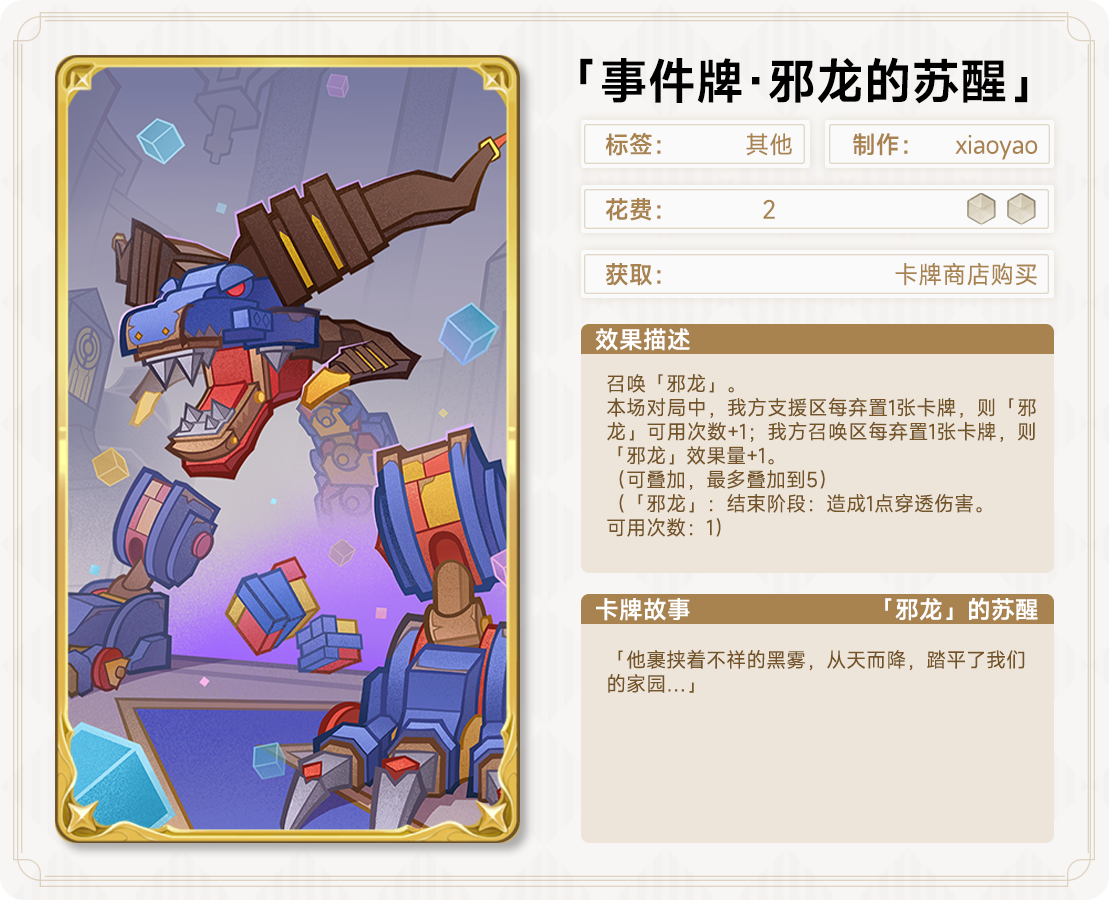 「事件牌·邪龙的苏醒」
标签： 其他 制作： xiaoyao
花费： 2
获取： 卡牌商店购买
效果描述
召唤「邪龙」。
本场对局中，我方支援区每弃置1张卡牌，则「邪
龙」可用次数+1；我方召唤区每弃置1张卡牌，则
「邪龙」效果量+1。
（可叠加，最多叠加到5）
（「邪龙」：结束阶段：造成1点穿透伤害。
可用次数：1）
卡牌故事 「邪龙」的苏醒
「他裹挟着不祥的黑雾，从天而降，踏平了我们
的家园...」